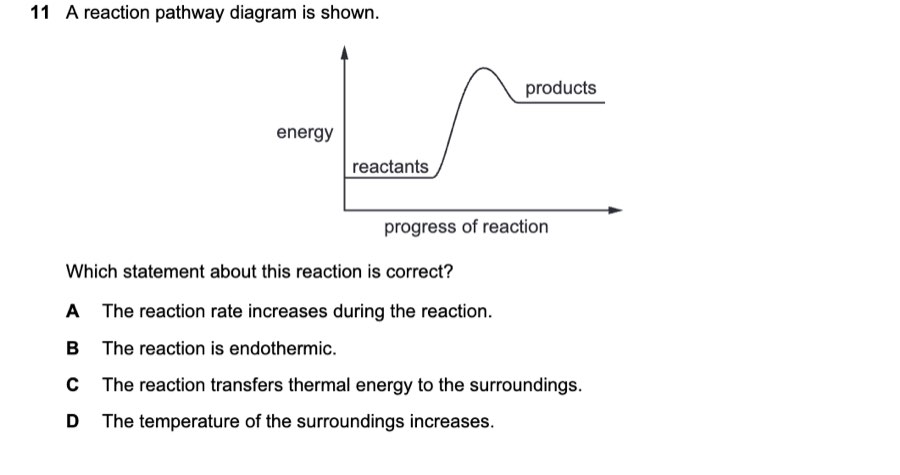 11 A reaction pathway diagram is shown.
products
energy
reactants
progress of reaction
Which statement about this reaction is correct?
A The reaction rate increases during the reaction.
B The reaction is endothermic.
C The reaction transfers thermal energy to the surroundings.
D The temperature of the surroundings increases.